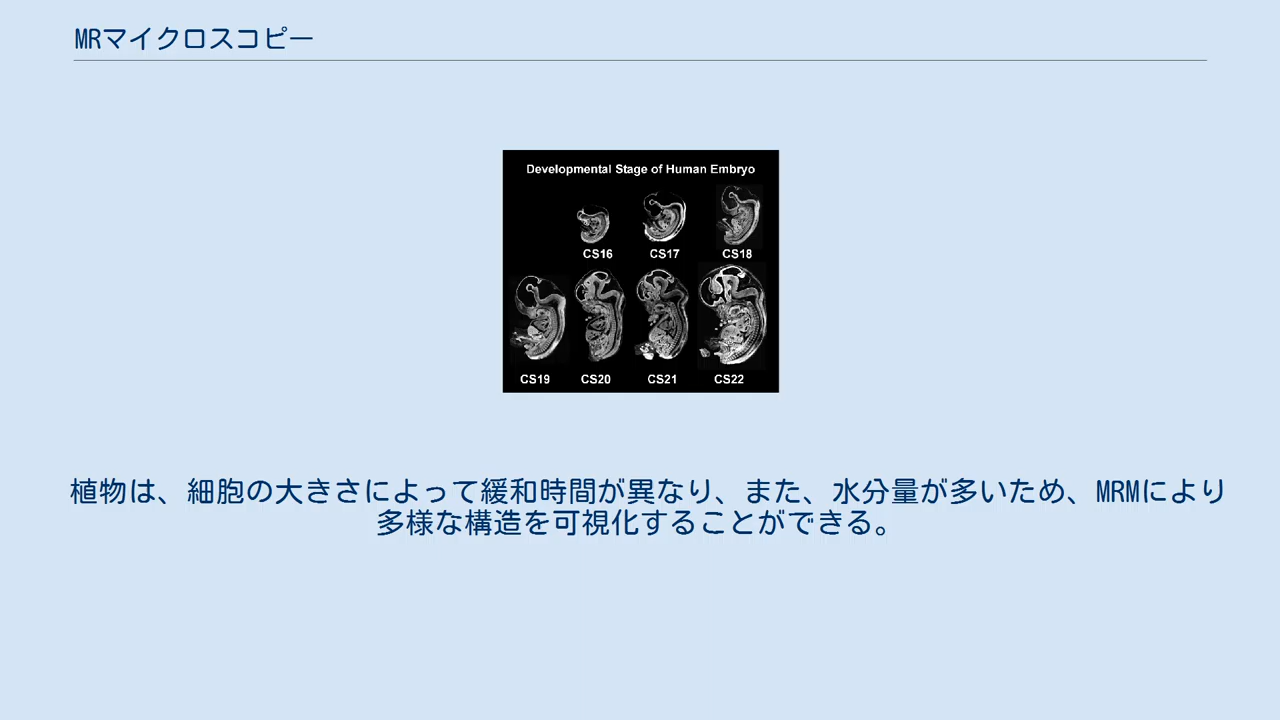 MRマイクロスコピー
Developmental Stage of Human Embryo
CS16 CS17 CS18
CS19 CS20 CS21 CS22
植物は、細胞の大きさによって緩和時間が異なり、また、水分量が多いため、MRMにより
多様な構造を可視化することができる。